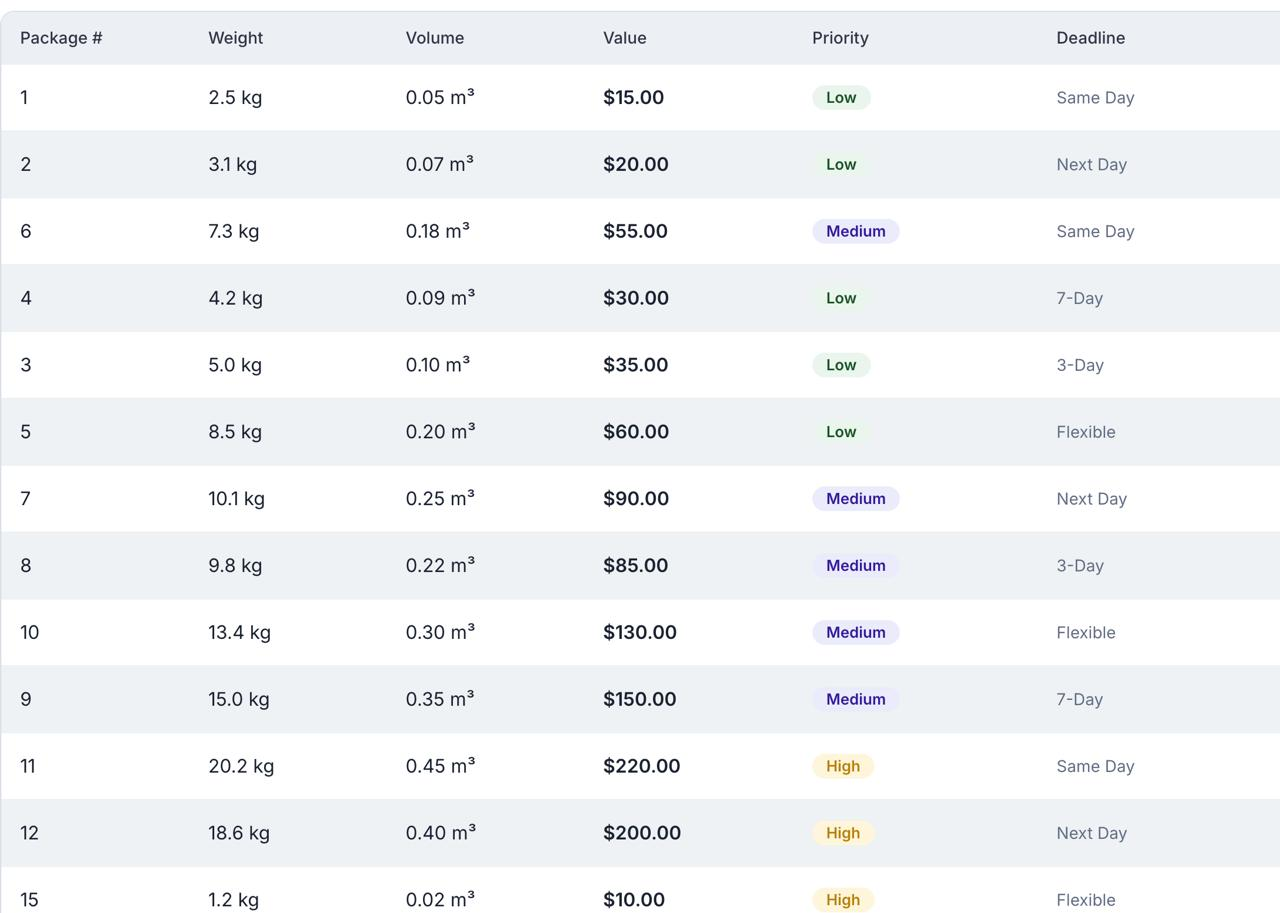 Package # Weight Volume Value Priority Deadline
1 2.5 kg 0.05 m³ $15.00 Low Same Day
2 3.1 kg 0.07 m³ $20.00 Low Next Day
6 7.3 kg 0.18 m³ $55.00 Medium Same Day
4 4.2 kg 0.09 m³ $30.00 Low 7-Day
3 5.0 kg 0.10 m³ $35.00 Low 3-Day
5 8.5 kg 0.20 m³ $60.00 Low Flexible
7 10.1 kg 0.25 m³ $90.00 Medium Next Day
8 9.8 kg 0.22 m³ $85.00 Medium 3-Day
10 13.4 kg 0.30 m³ $130.00 Medium Flexible
9 15.0 kg 0.35 m³ $150.00 Medium 7-Day
11 20.2 kg 0.45 m³ $220.00 High Same Day
12 18.6 kg 0.40 m³ $200.00 High Next Day
15 1.2 kg 0.02 m³ $10.00 High Flexible